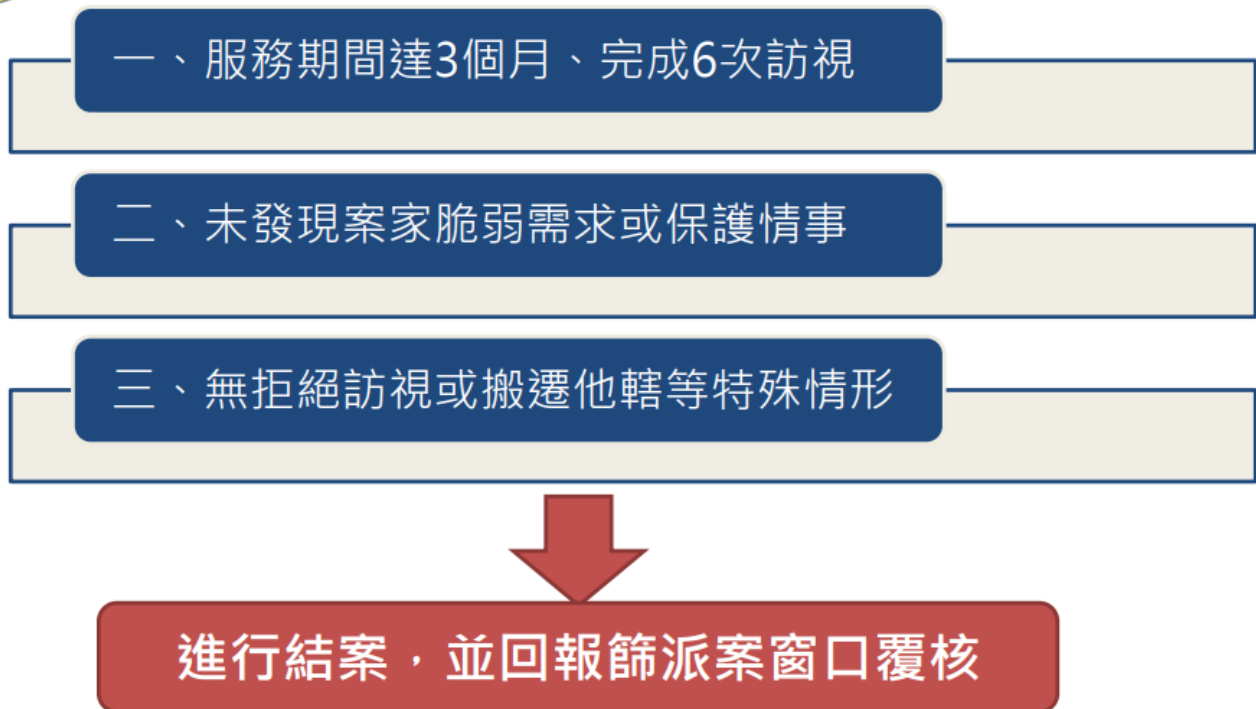 一、服務期間達3個月、完成6次訪視
二、未發現案家脆弱需求或保護情事
三、無拒絕訪視或搬遷他轄等特殊情形
進行結案，並回報篩派案窗口覆核